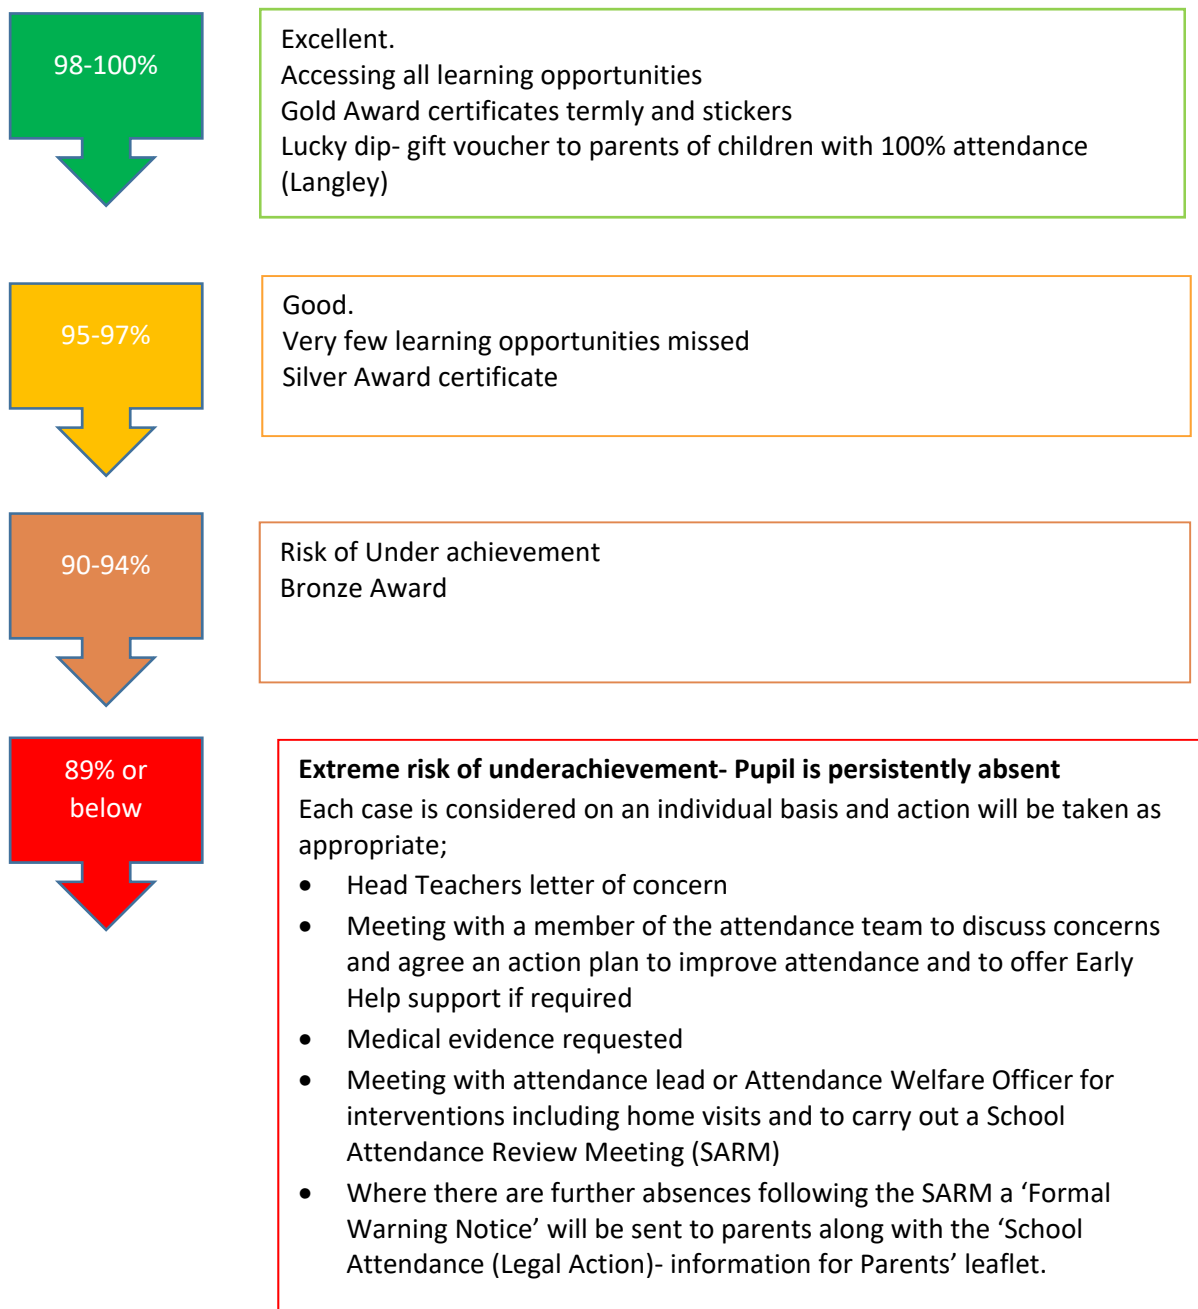 98-100%
Excellent.
Accessing all learning opportunities
Gold Award certificates termly and stickers
Lucky dip- gift voucher to parents of children with 100% attendance
(Langley)
95-97%
Good.
Very few learning opportunities missed
Silver Award certificate
90-94%
Risk of Under achievement
Bronze Award
89% or
below
Extreme risk of underachievement- Pupil is persistently absent
Each case is considered on an individual basis and action will be taken as
appropriate;
• Head Teachers letter of concern
• Meeting with a member of the attendance team to discuss concerns
and agree an action plan to improve attendance and to offer Early
Help support if required
• Medical evidence requested
• Meeting with attendance lead or Attendance Welfare Officer for
interventions including home visits and to carry out a School
Attendance Review Meeting (SARM)
• Where there are further absences following the SARM a ‘Formal
Warning Notice’ will be sent to parents along with the ‘School
Attendance (Legal Action)- information for Parents’ leaflet.